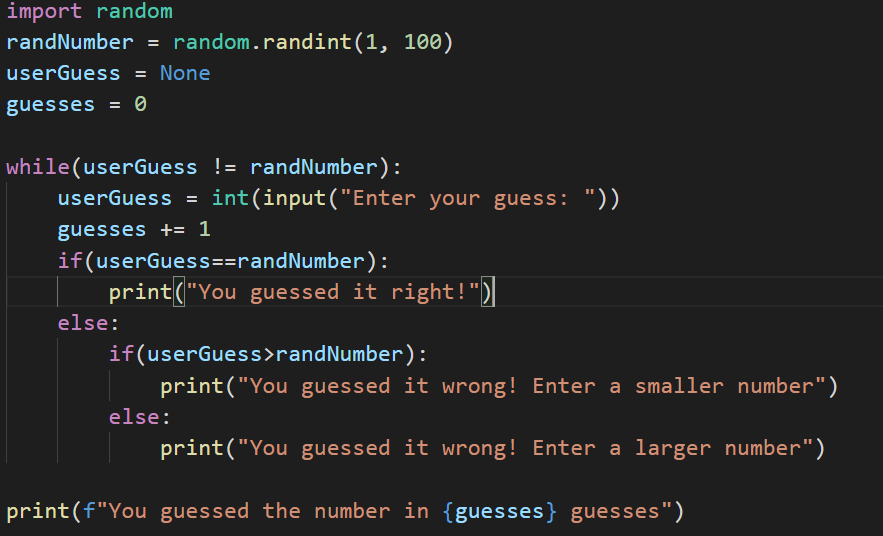 import random
randNumber = random.randint(1, 100)
userGuess = None
guesses = 0

while(userGuess != randNumber):
    userGuess = int(input("Enter your guess: "))
    guesses += 1
    if(userGuess==randNumber):
        print("You guessed it right!")
    else:
        if(userGuess>randNumber):
            print("You guessed it wrong! Enter a smaller number")
        else:
            print("You guessed it wrong! Enter a larger number")

print(f"You guessed the number in {guesses} guesses")